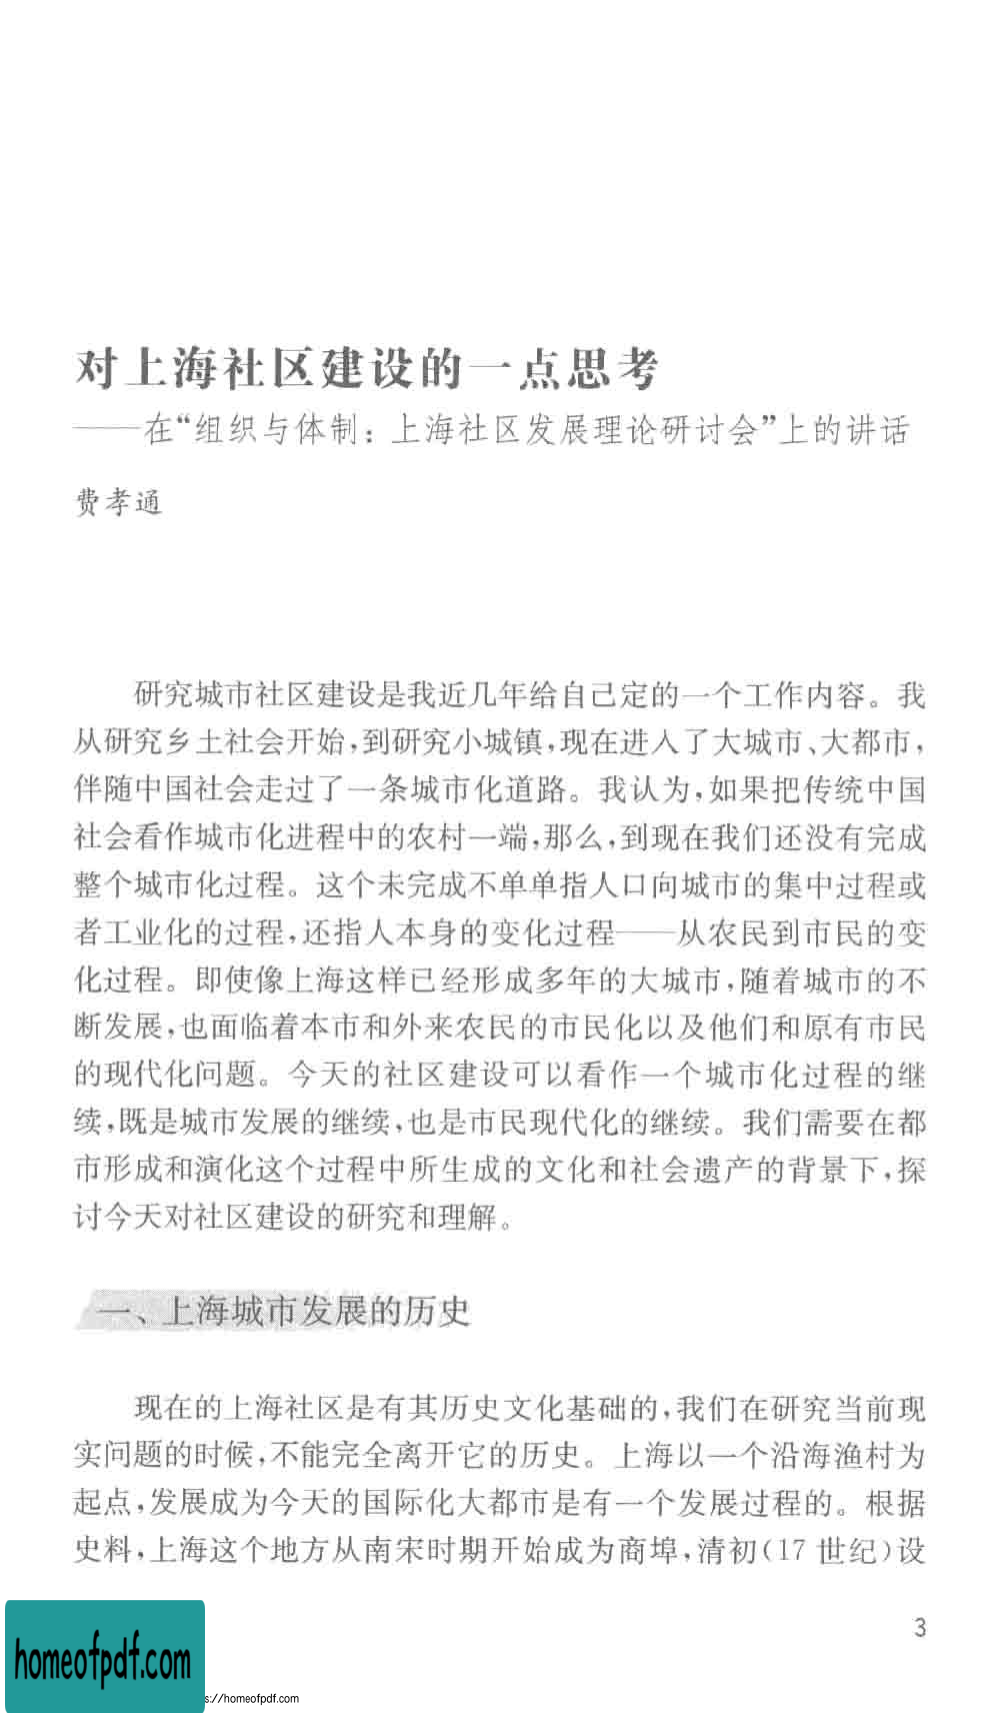 对上海社区建设的一点思考
——在“组织与体制：上海社区发展理论研讨会”上的讲话
费孝通
研究城市社区建设是我近几年给自己定的一个工作内容。我
从研究乡土社会开始，到研究小城镇，现在进入了大城市、大都市，
伴随中国社会走过了一条城市化道路。我认为，如果把传统中国
社会看作城市化进程中的农村一端，那么，到现在我们还没有完成
整个城市化过程。这个未完成不单单指人口向城市的集中过程或
者工业化的过程，还指人本身的变化过程——从农民到市民的变
化过程。即使像上海这样已经形成多年的大城市，随着城市的不
断发展，也面临着本市和外来农民的市民化以及他们和原有市民
的现代化问题。今天的社区建设可以看作一个城市化过程的继
续，既是城市发展的继续，也是市民现代化的继续。我们需要在都
市形成和演化这个过程中所生成的文化和社会遗产的背景下，探
讨今天对社区建设的研究和理解。
一、上海城市发展的历史
现在的上海社区是有其历史文化基础的，我们在研究当前现
实问题的时候，不能完全离开它的历史。上海以一个沿海渔村为
起点，发展成为今天的国际化大都市是有一个发展过程的。根据
史料，上海这个地方从南宋时期开始成为商埠，清初（17 世纪）设
3
homeofpdf.com
s://homeofpdf.com